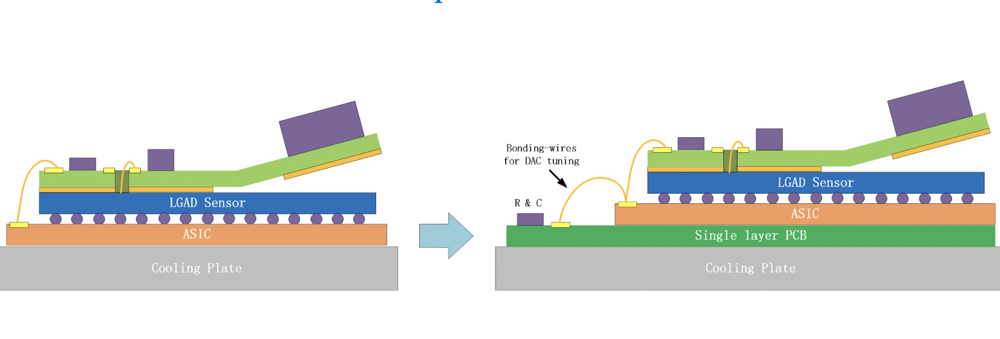 LGAD Sensor
ASIC
Cooling Plate
Bonding-wires
for DAC tuning
R & C
LGAD Sensor
ASIC
Single layer PCB
Cooling Plate